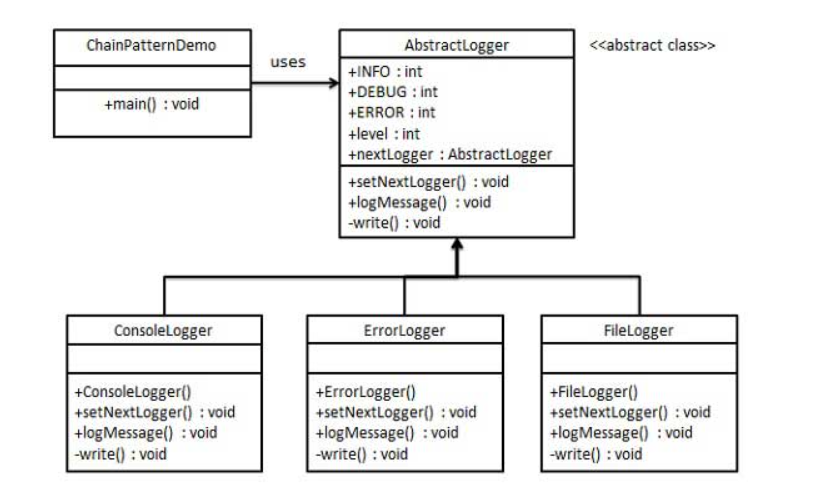 ChainPatternDemo
+main() : void
uses
AbstractLogger
<<abstract class>>
+INFO : int
+DEBUG : int
+ERROR : int
+level : int
+nextLogger : AbstractLogger
+setNextLogger() : void
+logMessage() : void
-write() : void
ConsoleLogger
+ConsoleLogger()
+setNextLogger() : void
+logMessage() : void
-write() : void
ErrorLogger
+ErrorLogger()
+setNextLogger() : void
+logMessage() : void
-write() : void
FileLogger
+FileLogger()
+setNextLogger() : void
+logMessage() : void
-write() : void